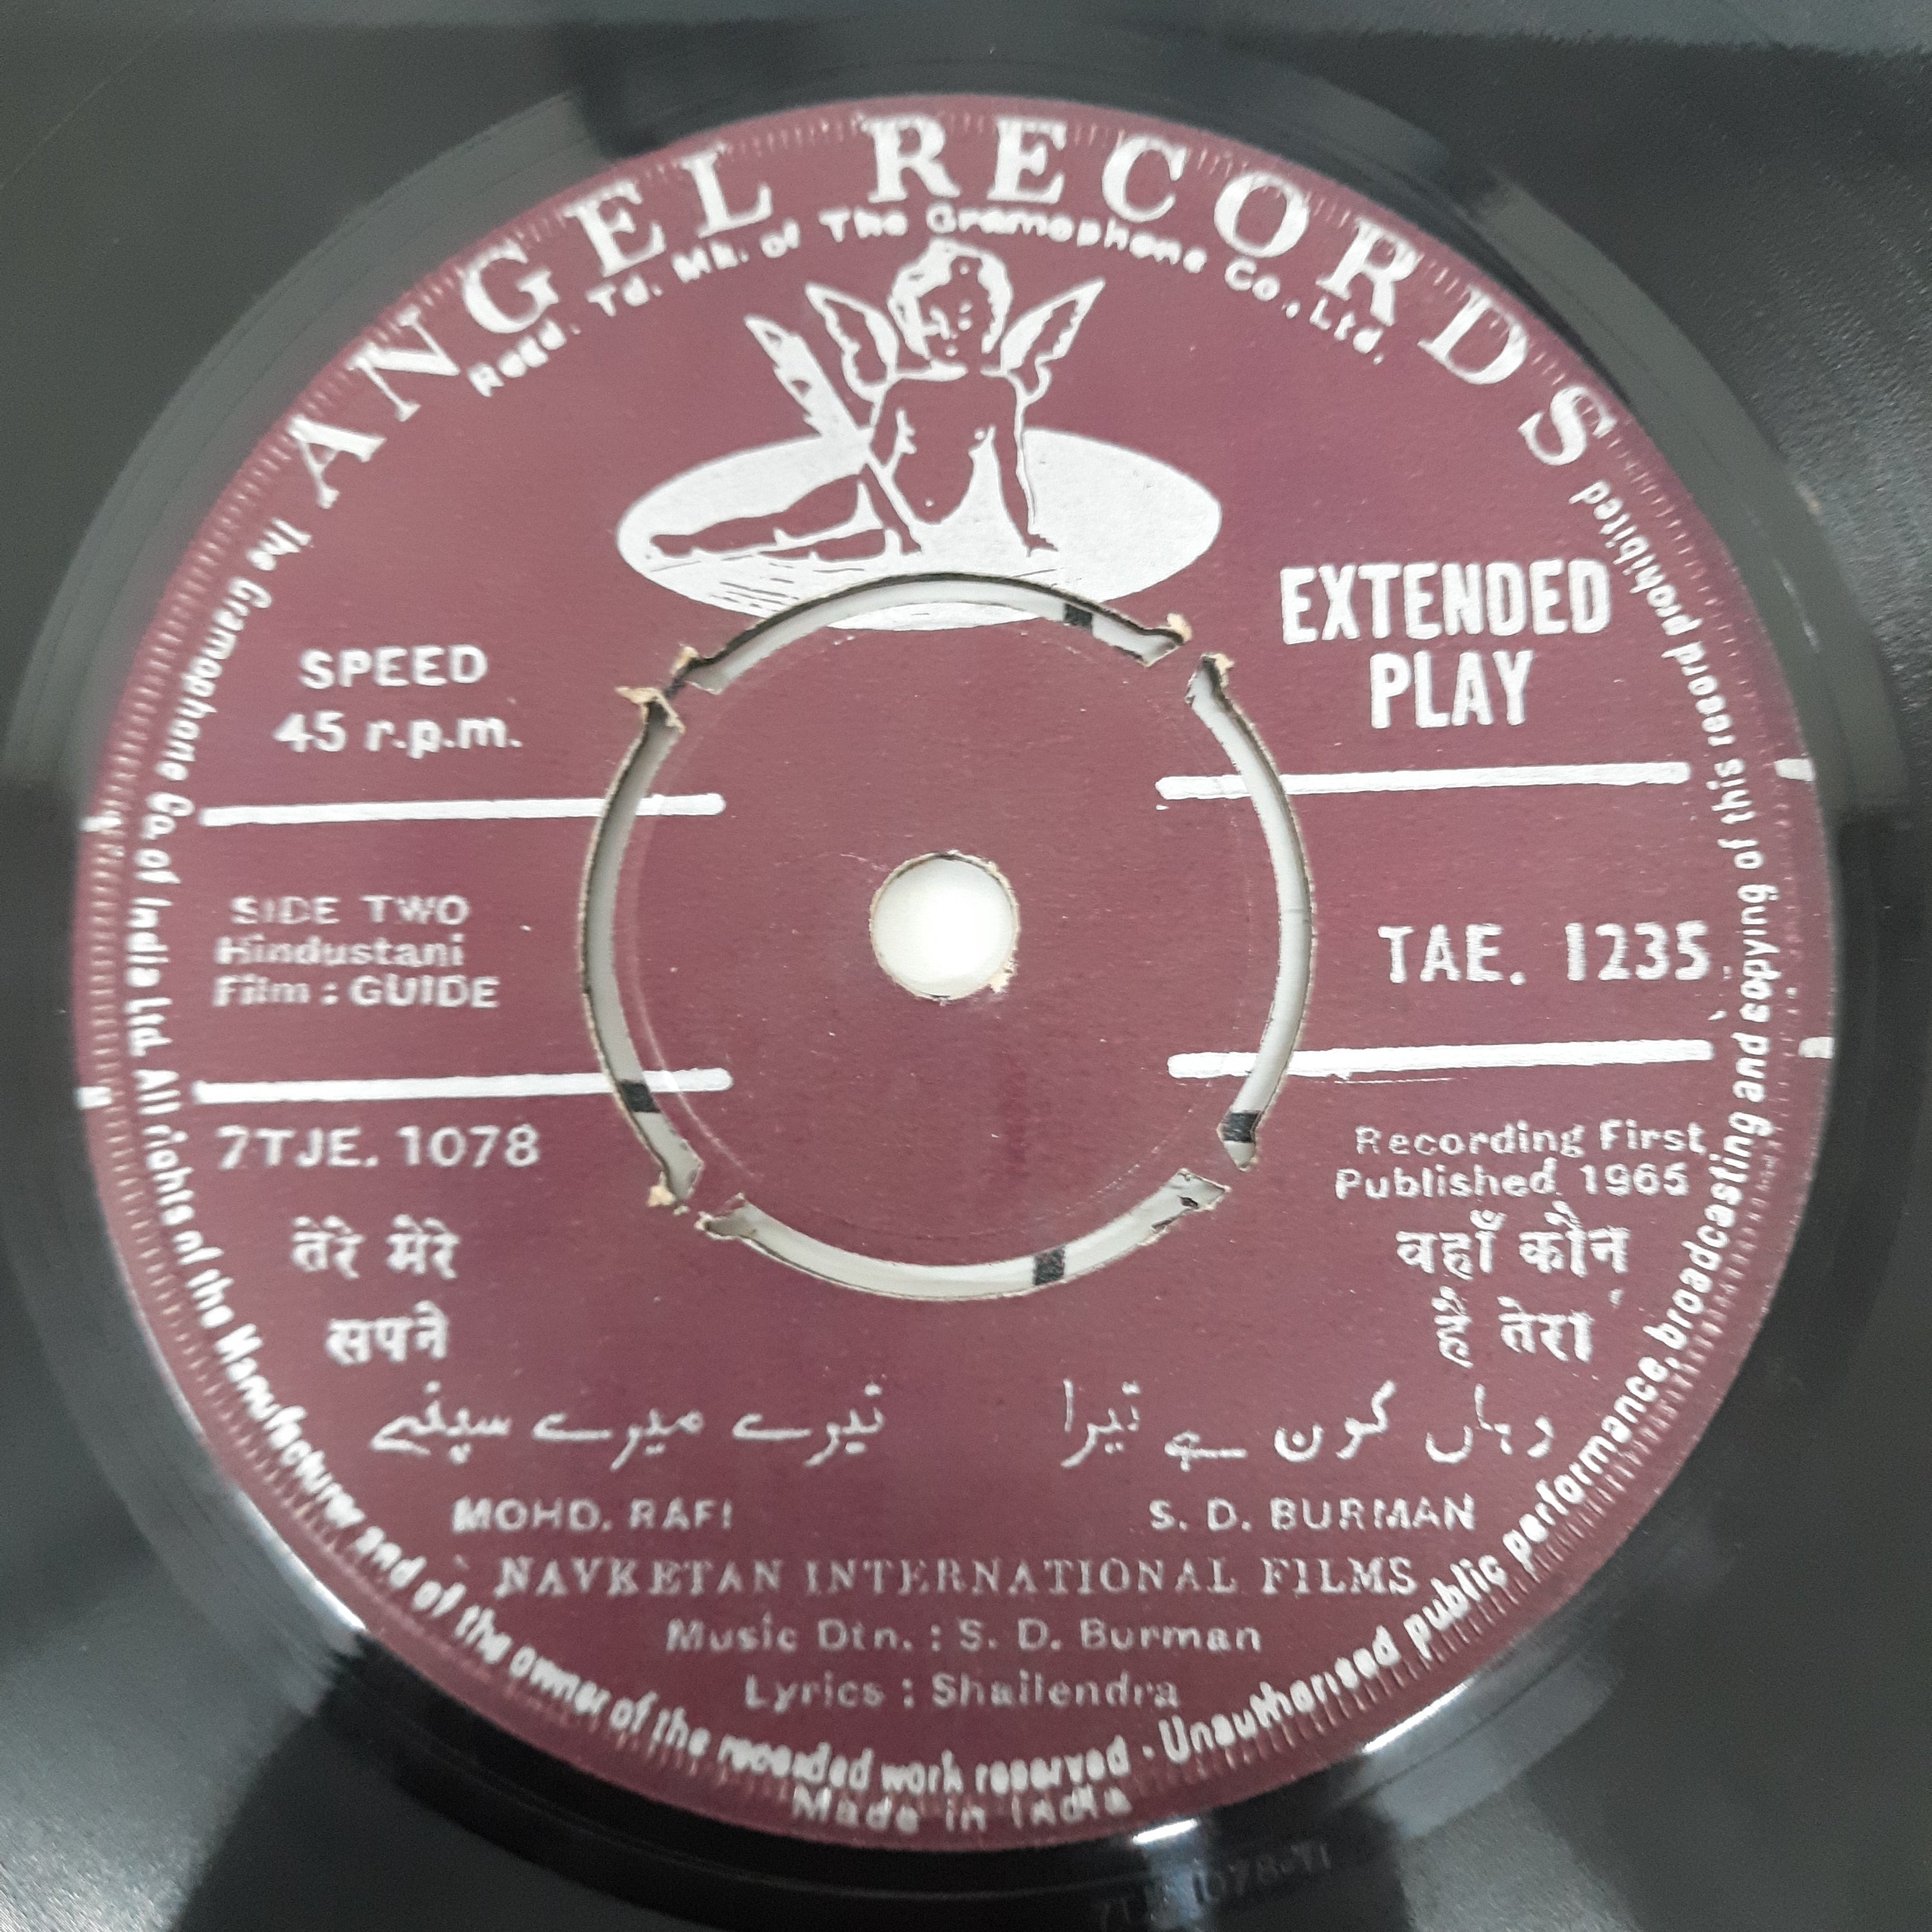 ANGEL RECORDS
Regd. Td. Mk. of The Gramophone Co., Ltd.
EXTENDED
PLAY
SPEED
45 r.p.m.
SIDE TWO
Hindustani
Film : GUIDE
TAE. 1235
7TJE. 1078
Recording First
Published 1965
तेरे मेरे
सपने
वहाँ कौन
है तेरा
تیرے میرے سپنے
وہاں کون ہے تیرا
MOHD. RAFI
S. D. BURMAN
NAVKETAN INTERNATIONAL FILMS
Music Dtn. : S. D. Burman
Lyrics : Shailendra
The Gramophone Co. of India Ltd. All rights of the Manufacturer and of the owner of the recorded work reserved · Unauthorised public performance, broadcasting and copying of this record prohibited
Made in India